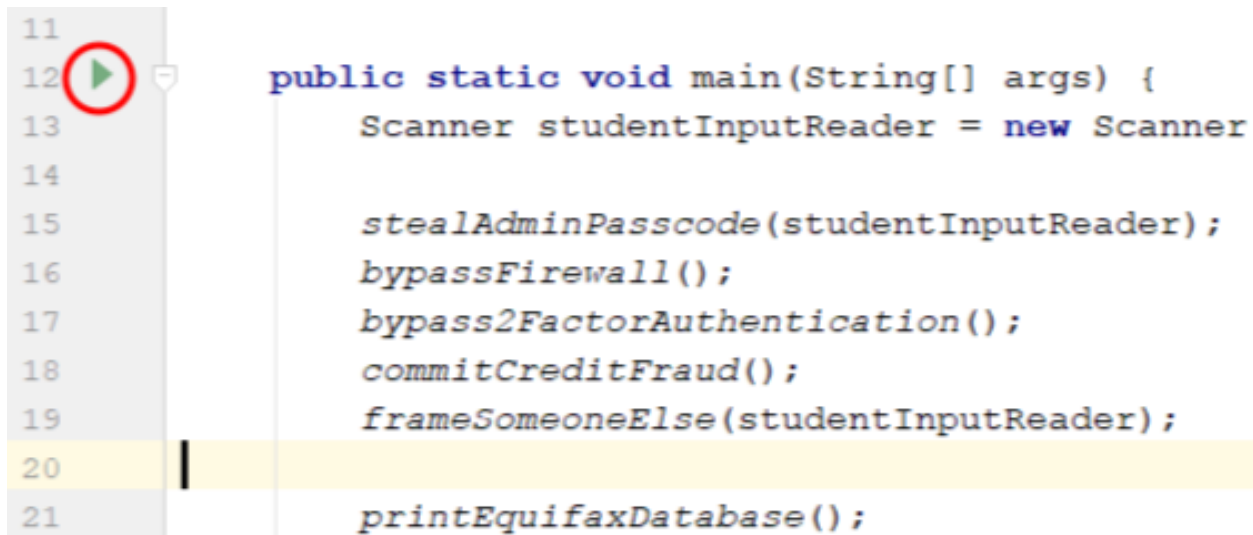 11
12 public static void main(String[] args) {
13 Scanner studentInputReader = new Scanner
14
15 stealAdminPasscode(studentInputReader);
16 bypassFirewall();
17 bypass2FactorAuthentication();
18 commitCreditFraud();
19 frameSomeoneElse(studentInputReader);
20
21 printEquifaxDatabase();